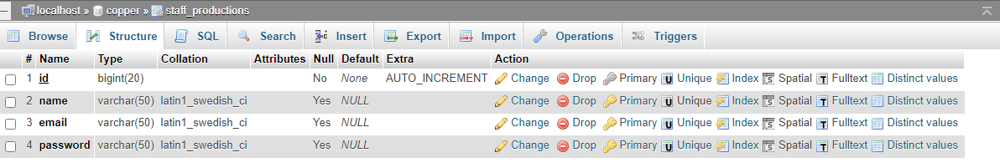 localhost » copper » staff_productions
Browse Structure SQL Search Insert Export Import Operations Triggers
# Name Type Collation Attributes Null Default Extra Action
1 id bigint(20) No None AUTO_INCREMENT Change Drop Primary Unique Index Spatial Fulltext Distinct values
2 name varchar(50) latin1_swedish_ci Yes NULL Change Drop Primary Unique Index Spatial Fulltext Distinct values
3 email varchar(50) latin1_swedish_ci Yes NULL Change Drop Primary Unique Index Spatial Fulltext Distinct values
4 password varchar(50) latin1_swedish_ci Yes NULL Change Drop Primary Unique Index Spatial Fulltext Distinct values